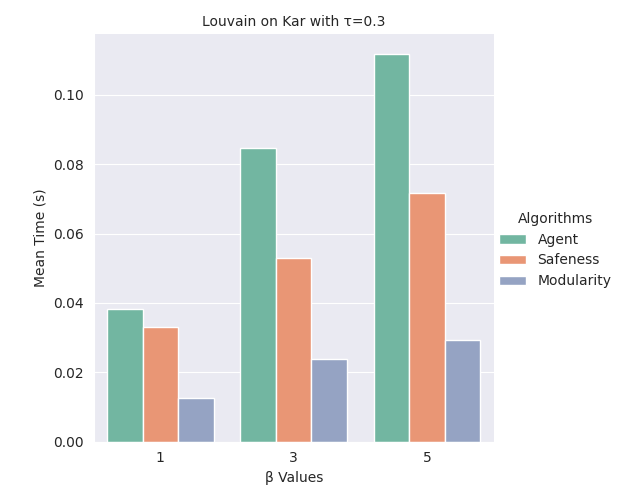 Louvain on Kar with τ=0.3
Mean Time (s)
0.10
0.08
0.06
0.04
0.02
0.00
1
3
5
β Values
Algorithms
Agent
Safeness
Modularity